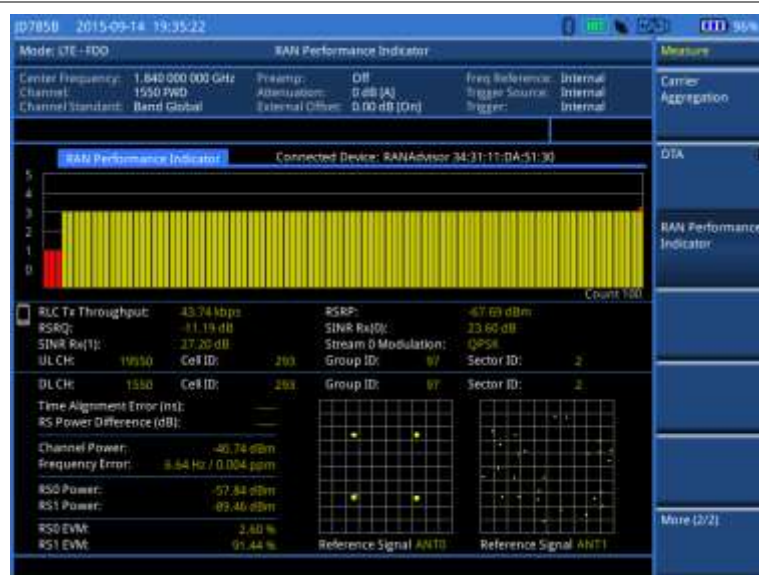 JD785B 2015-09-14 19:35:22 96%
Mode: LTE - FDD RAN Performance Indicator Measure
Center Frequency: 1.840 000 000 GHz Preamp: Off Freq Reference: Internal
Channel: 1550 FWD Attenuation: 0 dB [A] Trigger Source: Internal
Channel Standard: Band Global External Offset: 0.00 dB [On] Trigger: Internal
Carrier
Aggregation
RAN Performance Indicator Connected Device: RANAdvisor 34:31:11:DA:51:30
OTA
5
4
3
2
1
0
RAN Performance
Indicator
Count 100
RLC Tx Throughput: 43.74 kbps RSRP: -67.69 dBm
RSRQ: -11.19 dB SINR Rx(0): 23.60 dB
SINR Rx(1): 27.20 dB Stream 0 Modulation: QPSK
UL CH: 19550 Cell ID: 293 Group ID: 97 Sector ID: 2
DL CH: 1550 Cell ID: 293 Group ID: 97 Sector ID: 2
Time Alignment Error (ns): ----
RS Power Difference (dB): ----
Channel Power: -40.74 dBm
Frequency Error: 6.64 Hz / 0.004 ppm
RS0 Power: -57.84 dBm
RS1 Power: -89.46 dBm
RS0 EVM: 2.60 %
RS1 EVM: 91.44 %
Reference Signal ANT0 Reference Signal ANT1
More (2/2)